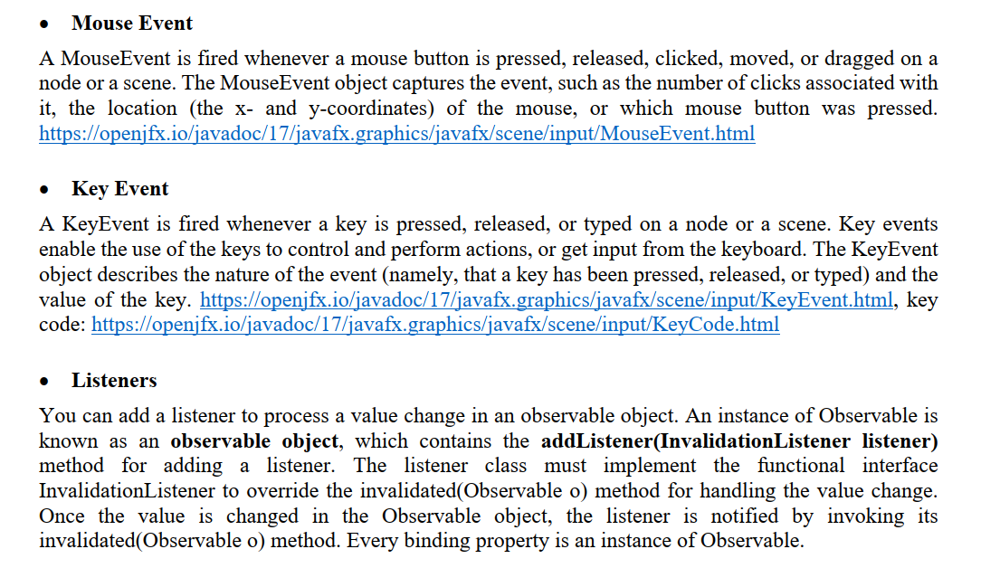 • Mouse Event
A MouseEvent is fired whenever a mouse button is pressed, released, clicked, moved, or dragged on a
node or a scene. The MouseEvent object captures the event, such as the number of clicks associated with
it, the location (the x- and y-coordinates) of the mouse, or which mouse button was pressed.
https://openjfx.io/javadoc/17/javafx.graphics/javafx/scene/input/MouseEvent.html
• Key Event
A KeyEvent is fired whenever a key is pressed, released, or typed on a node or a scene. Key events
enable the use of the keys to control and perform actions, or get input from the keyboard. The KeyEvent
object describes the nature of the event (namely, that a key has been pressed, released, or typed) and the
value of the key. https://openjfx.io/javadoc/17/javafx.graphics/javafx/scene/input/KeyEvent.html, key
code: https://openjfx.io/javadoc/17/javafx.graphics/javafx/scene/input/KeyCode.html
• Listeners
You can add a listener to process a value change in an observable object. An instance of Observable is
known as an observable object, which contains the addListener(InvalidationListener listener)
method for adding a listener. The listener class must implement the functional interface
InvalidationListener to override the invalidated(Observable o) method for handling the value change.
Once the value is changed in the Observable object, the listener is notified by invoking its
invalidated(Observable o) method. Every binding property is an instance of Observable.